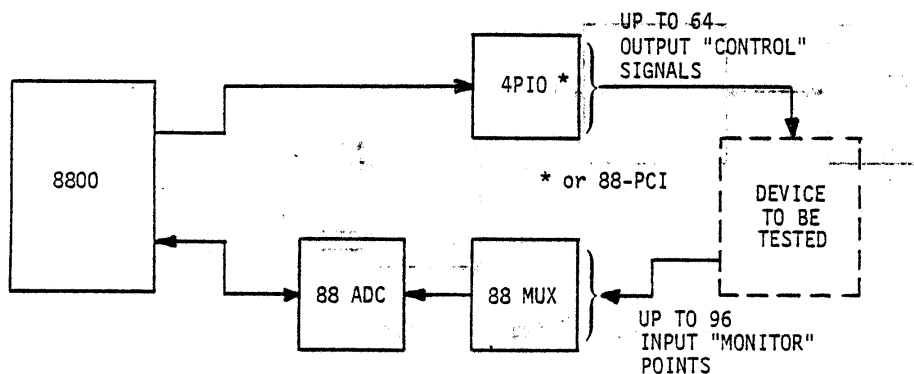 UP TO 64
OUTPUT "CONTROL"
SIGNALS
4PIO *
8800
* or 88-PCI
DEVICE
TO BE
TESTED
88 ADC
88 MUX
UP TO 96
INPUT "MONITOR"
POINTS